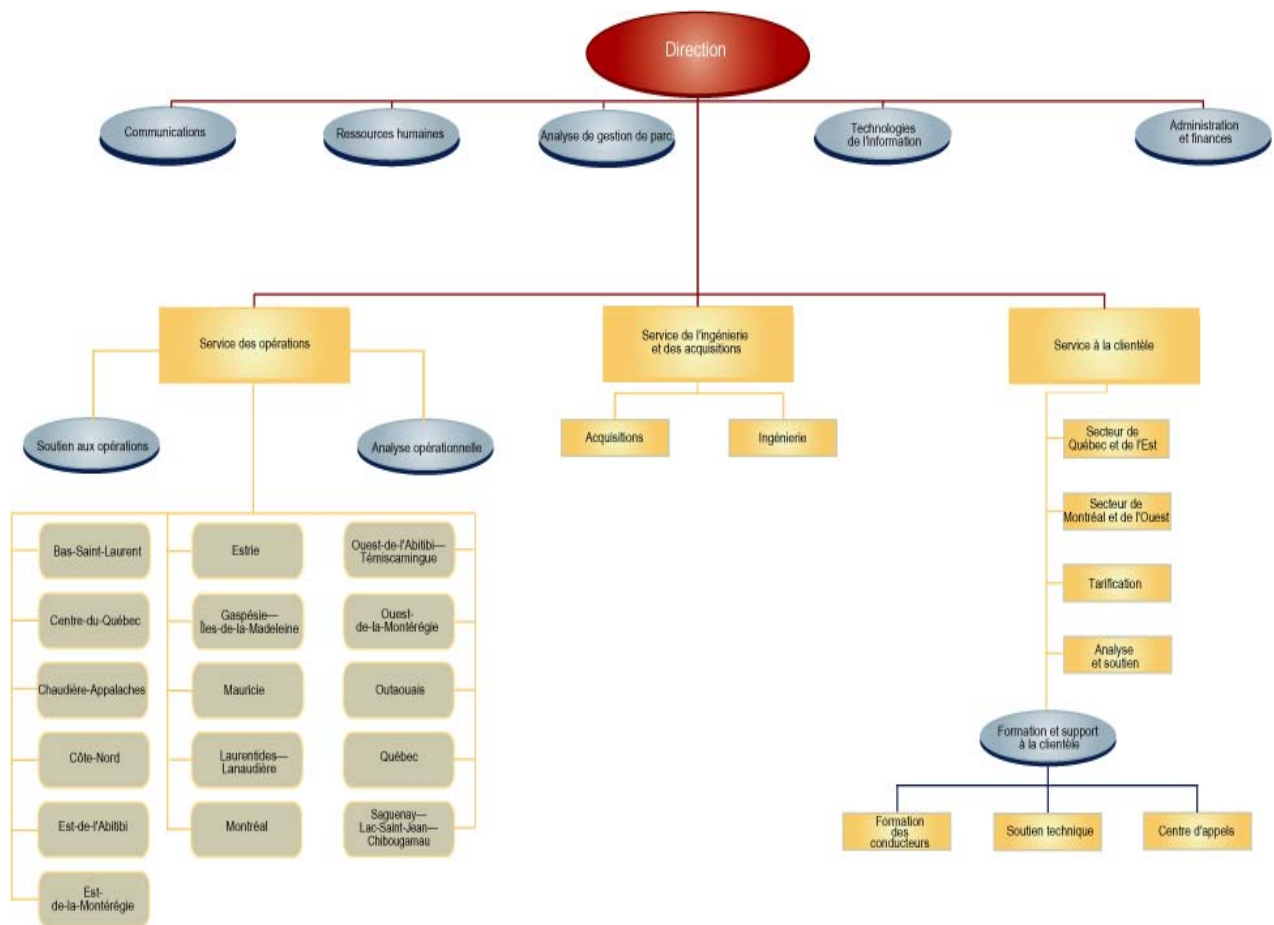 Direction
Communications
Ressources humaines
Analyse de gestion de parc.
Technologies
de l'information
Administration
et finances
Service des opérations
Service de l'ingénierie
et des acquisitions
Service à la clientèle
Soutien aux opérations
Analyse opérationnelle
Acquisitions
Ingénierie
Secteur de
Québec et de l'Est
Secteur de
Montréal et de l'Ouest
Tarification
Analyse
et soutien
Bas-Saint-Laurent
Centre-du-Québec
Chaudière-Appalaches
Côte-Nord
Est-de-l'Abitibi
Est-
de-la-Montérégie
Estrie
Gaspésie—
Îles-de-la-Madeleine
Mauricie
Laurentides—
Lanaudière
Montréal
Ouest-de-l'Abitibi—
Témiscamingue
Ouest-
de-la-Montérégie
Outaouais
Québec
Saguenay—
Lac-Saint-Jean—
Chibougamau
Formation et support
à la clientèle
Formation
des
conducteurs
Soutien technique
Centre d'appels